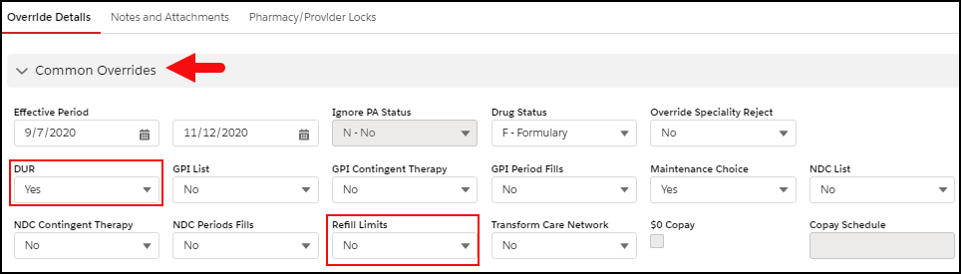 Override Details Notes and Attachments Pharmacy/Provider Locks
Common Overrides
Effective Period Ignore PA Status Drug Status Override Speciality Reject
9/7/2020 11/12/2020 N - No F - Formulary No
DUR GPI List GPI Contingent Therapy GPI Period Fills Maintenance Choice NDC List
Yes No No No Yes No
NDC Contingent Therapy NDC Periods Fills Refill Limits Transform Care Network $0 Copay Copay Schedule
No No No No